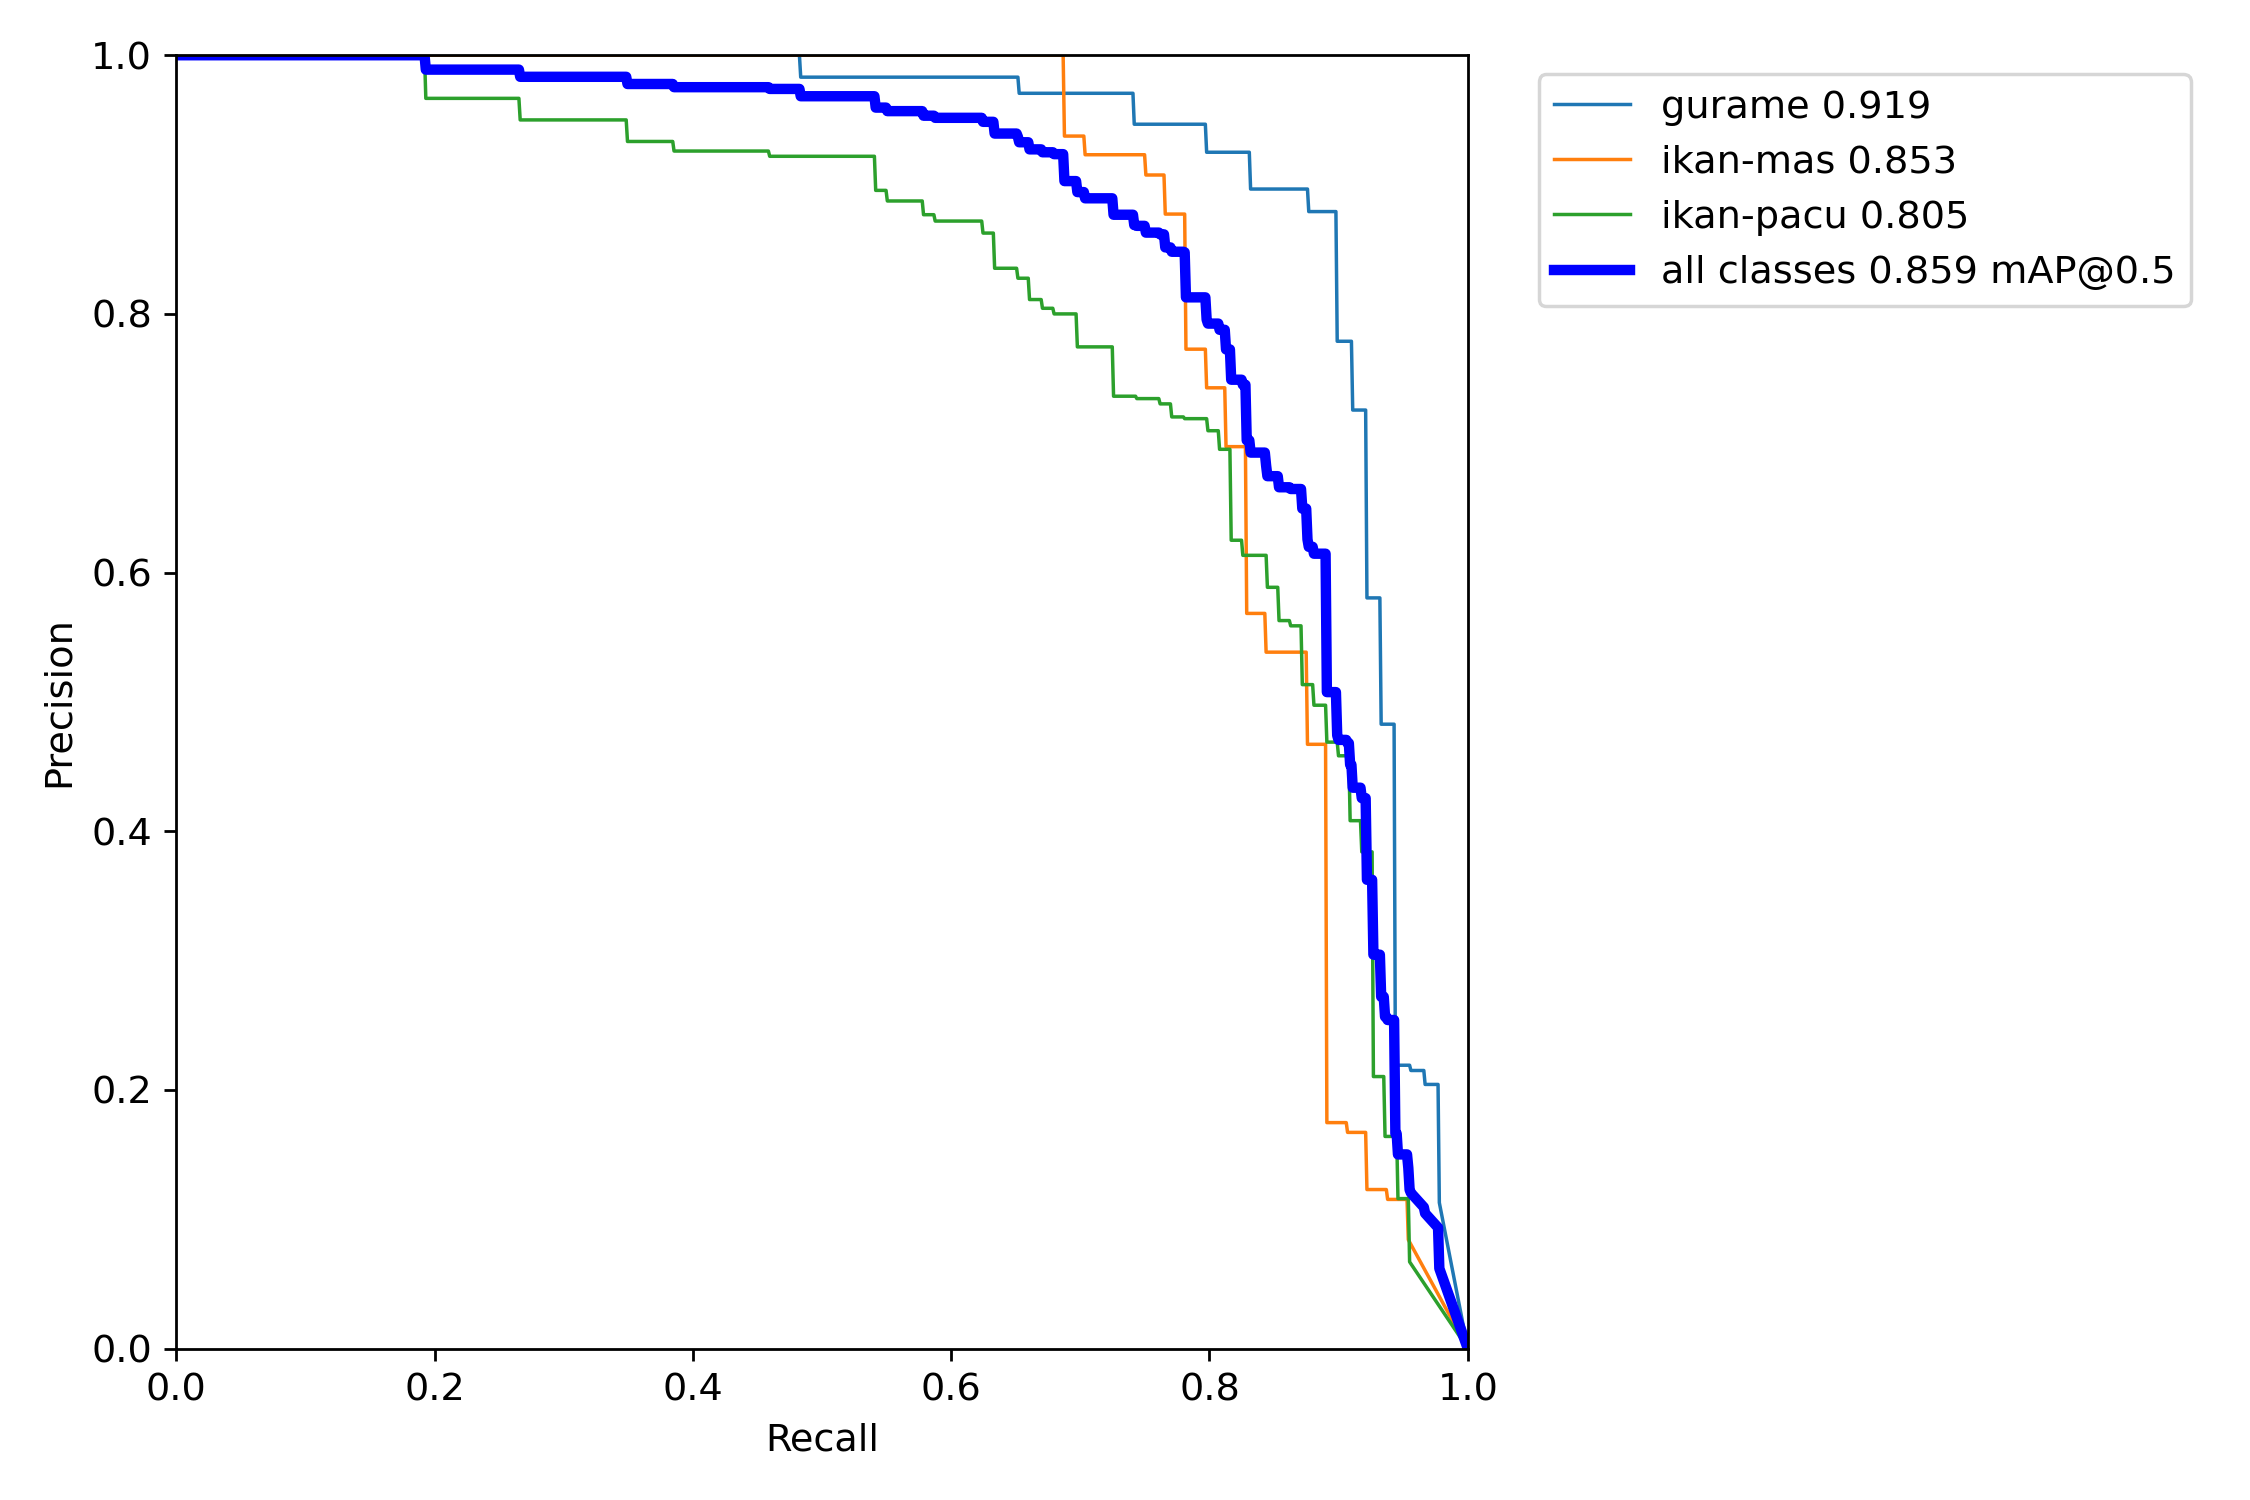 1.0
0.8
0.6
0.4
0.2
0.0
Precision
0.0 0.2 0.4 0.6 0.8 1.0
Recall
gurame 0.919
ikan-mas 0.853
ikan-pacu 0.805
all classes 0.859 mAP@0.5